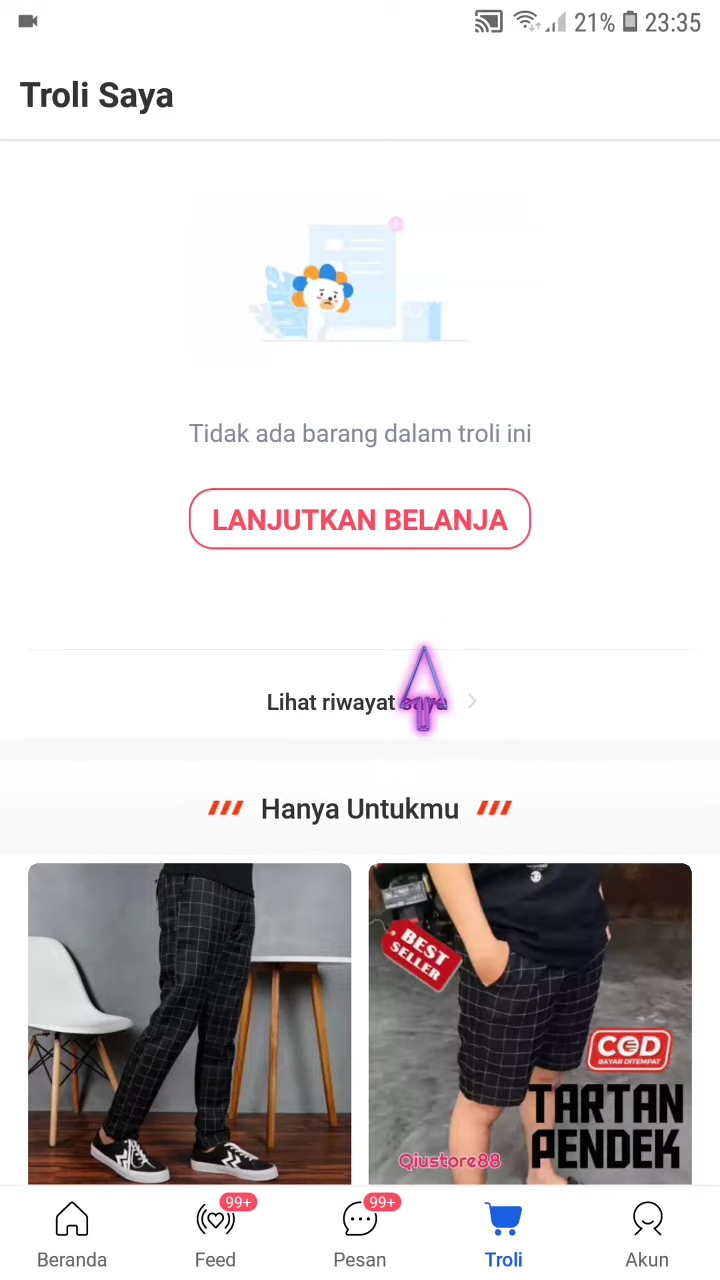 21% 23:35
Troli Saya
Tidak ada barang dalam troli ini
LANJUTKAN BELANJA
Lihat riwayat saya
Hanya Untukmu
BEST
SELLER
COD
BAYAR DITEMPAT
TARTAN
PENDEK
Qiustore88
99+ 99+
Beranda Feed Pesan Troli Akun